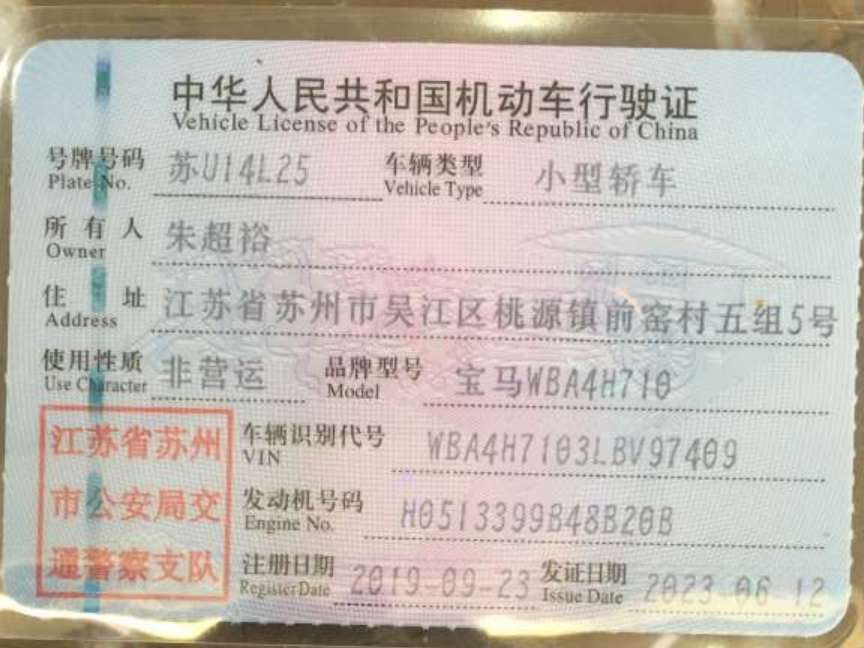 中华人民共和国机动车行驶证
Vehicle License of the People's Republic of China
号牌号码 苏U14L25 车辆类型 小型轿车
Plate No. Vehicle Type
所有人 朱超裕
Owner
住址 江苏省苏州市吴江区桃源镇前窑村五组5号
Address
使用性质 非营运 品牌型号 宝马WBA4H710
Use Character Model
江苏省苏州
市公安局交
通警察支队
车辆识别代号 WBA4H7103LBV97409
VIN
发动机号码 H0513399B48B20B
Engine No.
注册日期 2019-09-23 发证日期 2023-06-12
Register Date Issue Date